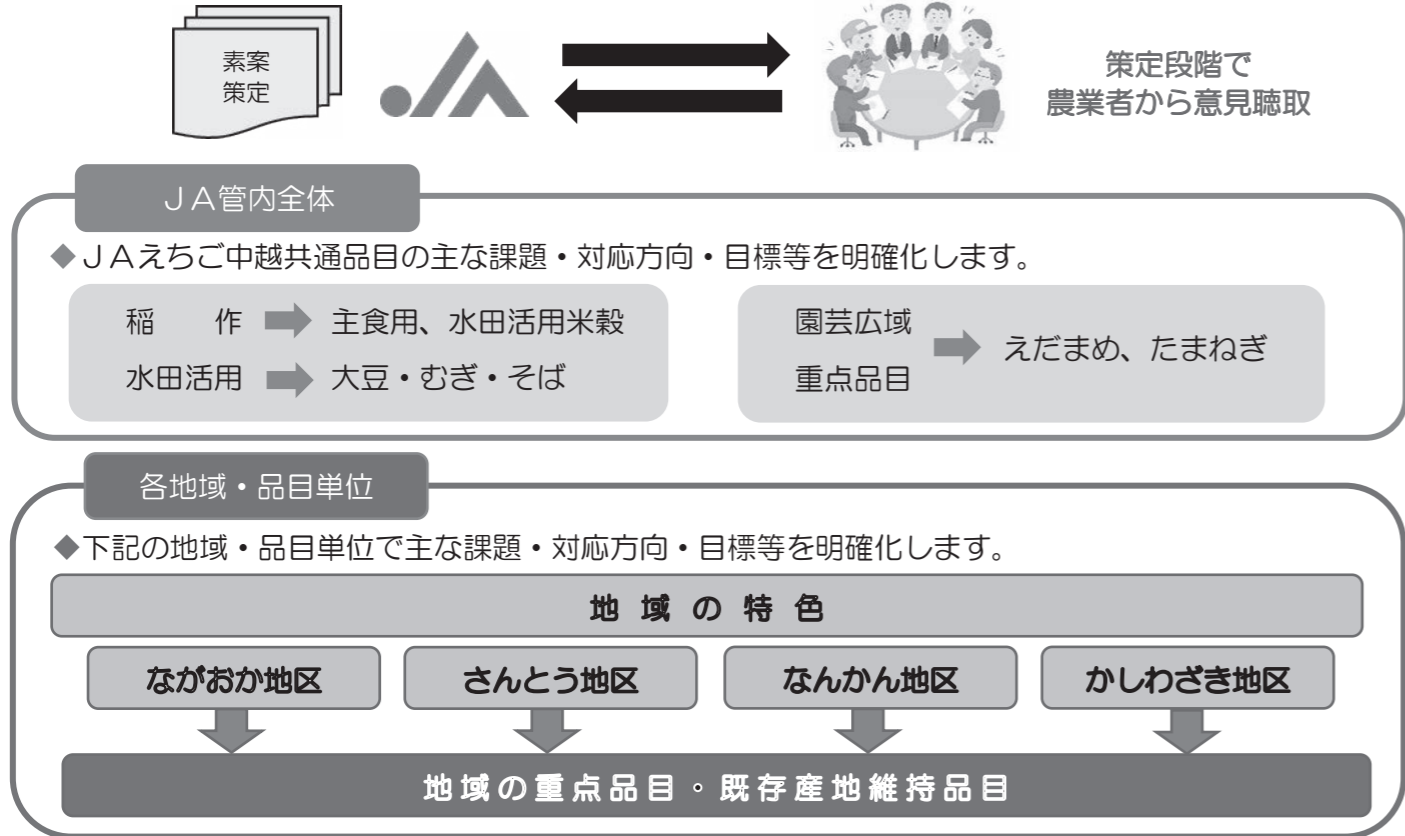 素案
策定
JA
策定段階で
農業者から意見聴取
ＪＡ管内全体
◆ＪＡえちご中越共通品目の主な課題・対応方向・目標等を明確化します。
稲　　作　主食用、水田活用米穀
水田活用　大豆・むぎ・そば
園芸広域
重点品目
えだまめ、たまねぎ
各地域・品目単位
◆下記の地域・品目単位で主な課題・対応方向・目標等を明確化します。
地　域　の　特　色
ながおか地区　さんとう地区　なんかん地区　かしわざき地区
地域の重点品目・既存産地維持品目